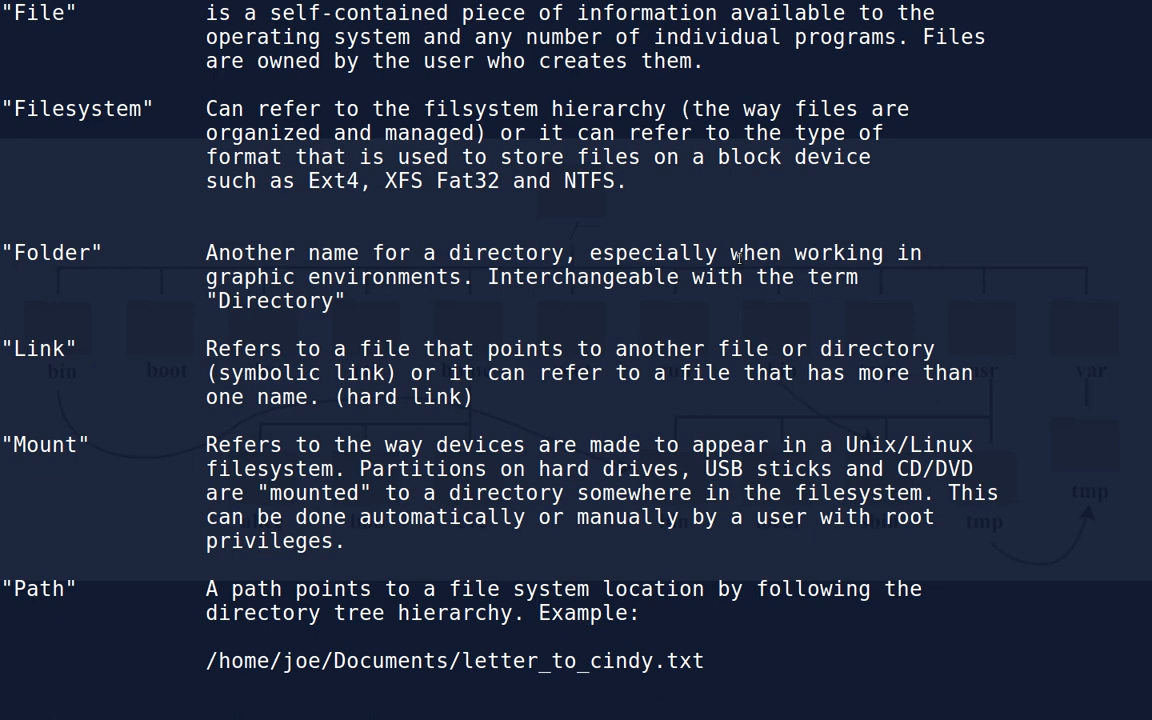 "File" is a self-contained piece of information available to the
operating system and any number of individual programs. Files
are owned by the user who creates them.
"Filesystem" Can refer to the filsystem hierarchy (the way files are
organized and managed) or it can refer to the type of
format that is used to store files on a block device
such as Ext4, XFS Fat32 and NTFS.
"Folder" Another name for a directory, especially when working in
graphic environments. Interchangeable with the term
"Directory"
"Link" Refers to a file that points to another file or directory
(symbolic link) or it can refer to a file that has more than
bin boot var
one name. (hard link)
"Mount" Refers to the way devices are made to appear in a Unix/Linux
filesystem. Partitions on hard drives, USB sticks and CD/DVD
are "mounted" to a directory somewhere in the filesystem. This
tmp
can be done automatically or manually by a user with root
tmp
privileges.
"Path" A path points to a file system location by following the
directory tree hierarchy. Example:
/home/joe/Documents/letter_to_cindy.txt